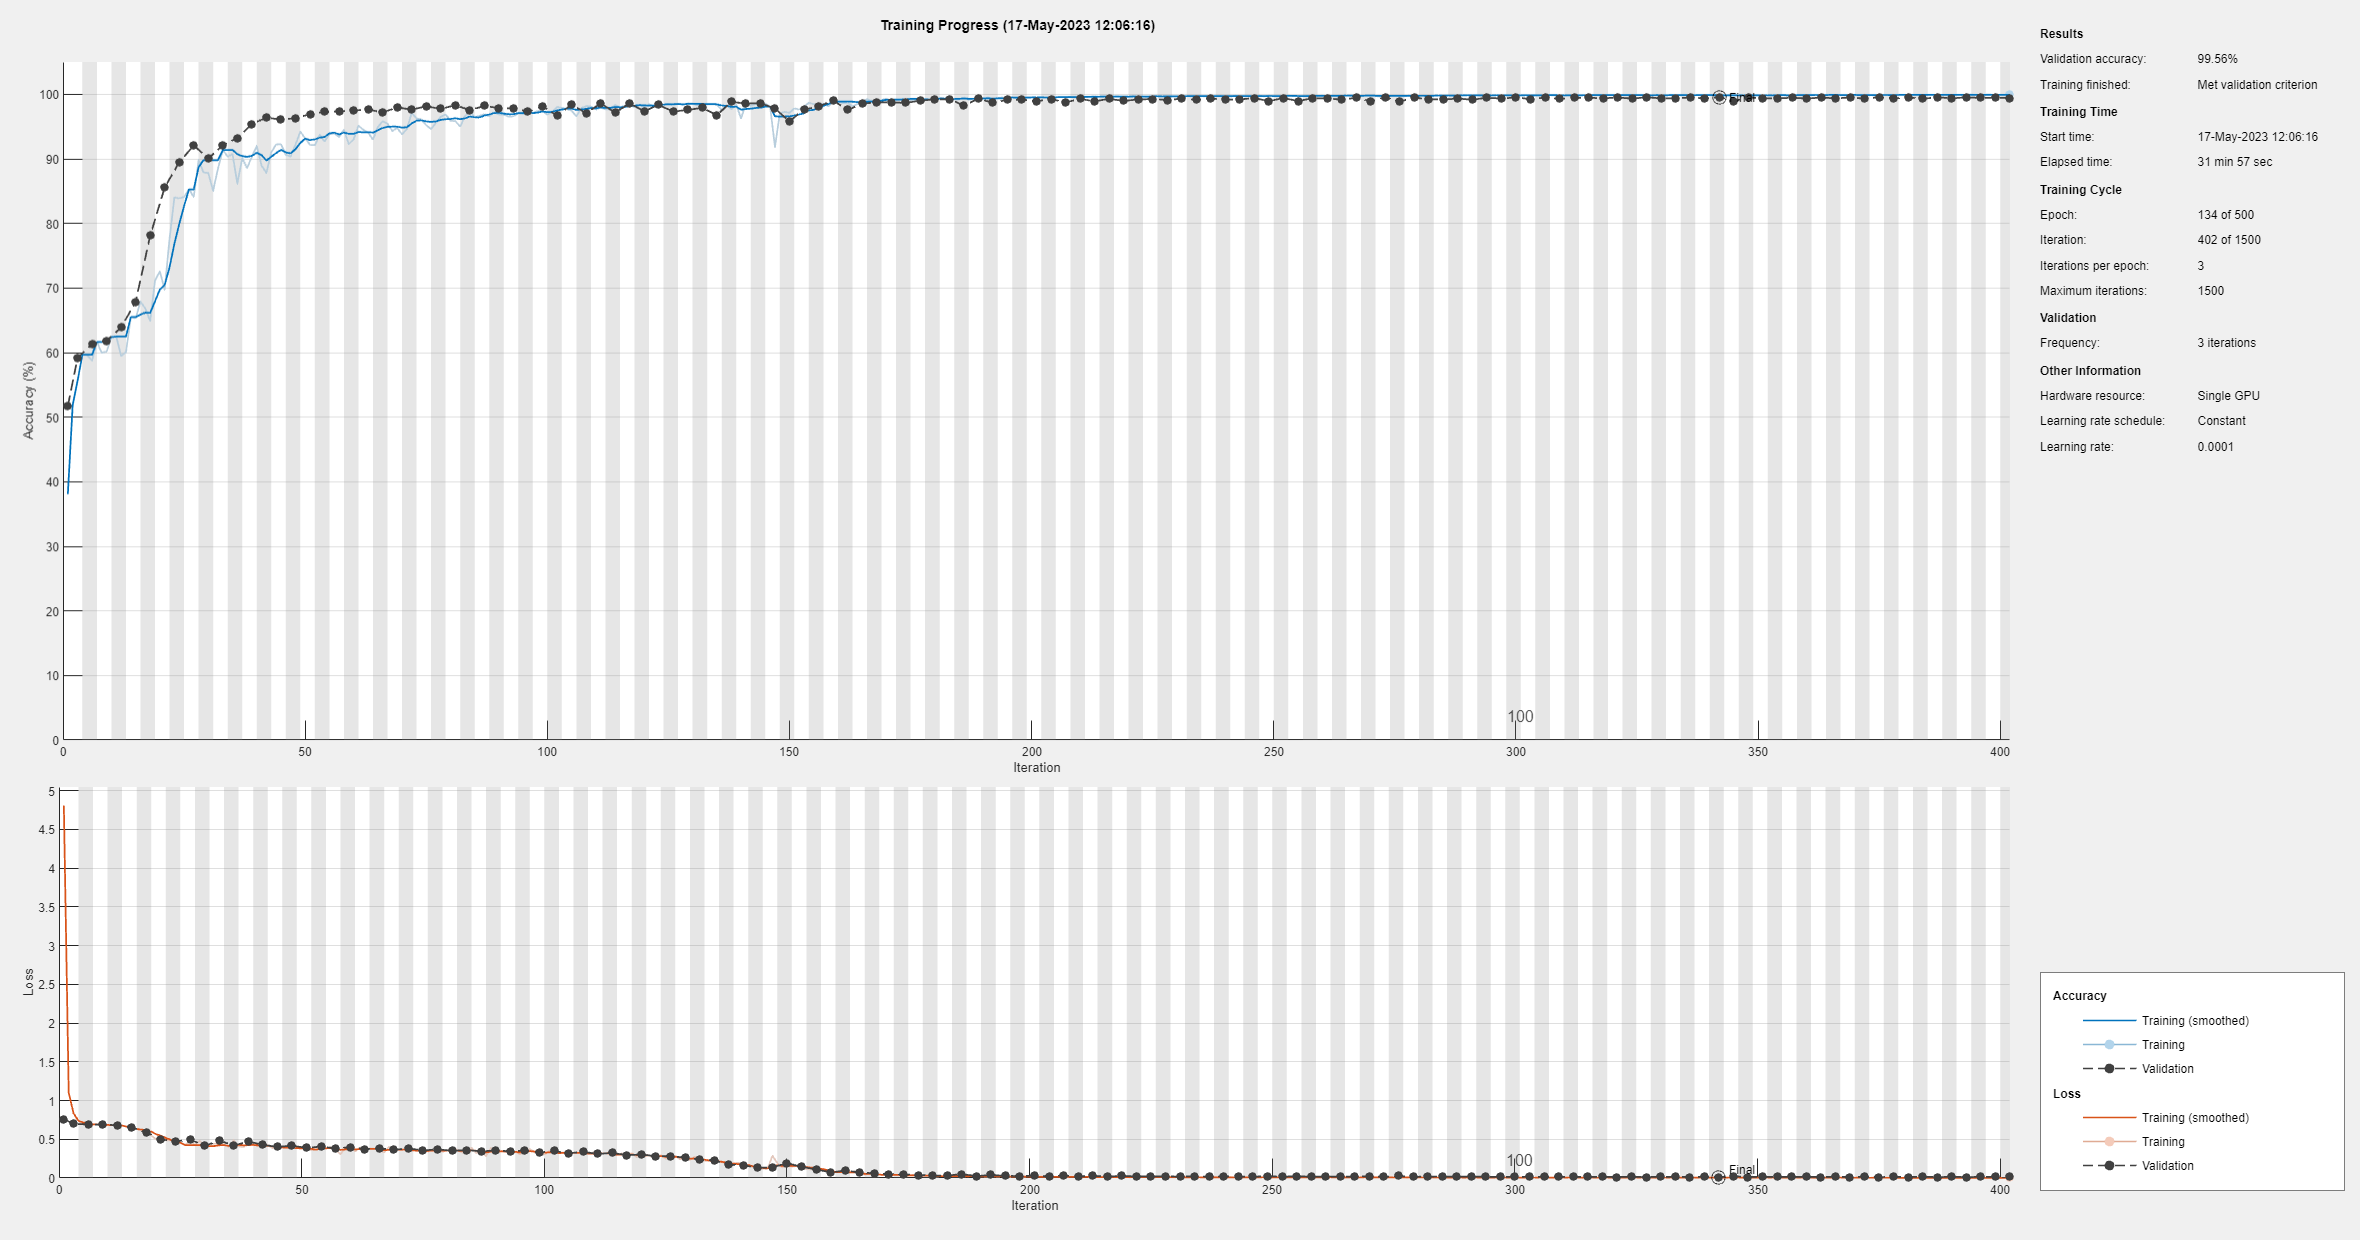 Training Progress (17-May-2023 12:06:16)
Accuracy (%)
100
90
80
70
60
50
40
30
20
10
0
Final
100
0 50 100 150 200 250 300 350 400
Iteration
Loss
5
4.5
4
3.5
3
2.5
2
1.5
1
0.5
0
100
Final
0 50 100 150 200 250 300 350 400
Iteration
Results
Validation accuracy: 99.56%
Training finished: Met validation criterion
Training Time
Start time: 17-May-2023 12:06:16
Elapsed time: 31 min 57 sec
Training Cycle
Epoch: 134 of 500
Iteration: 402 of 1500
Iterations per epoch: 3
Maximum iterations: 1500
Validation
Frequency: 3 iterations
Other Information
Hardware resource: Single GPU
Learning rate schedule: Constant
Learning rate: 0.0001
Accuracy
Training (smoothed)
Training
Validation
Loss
Training (smoothed)
Training
Validation